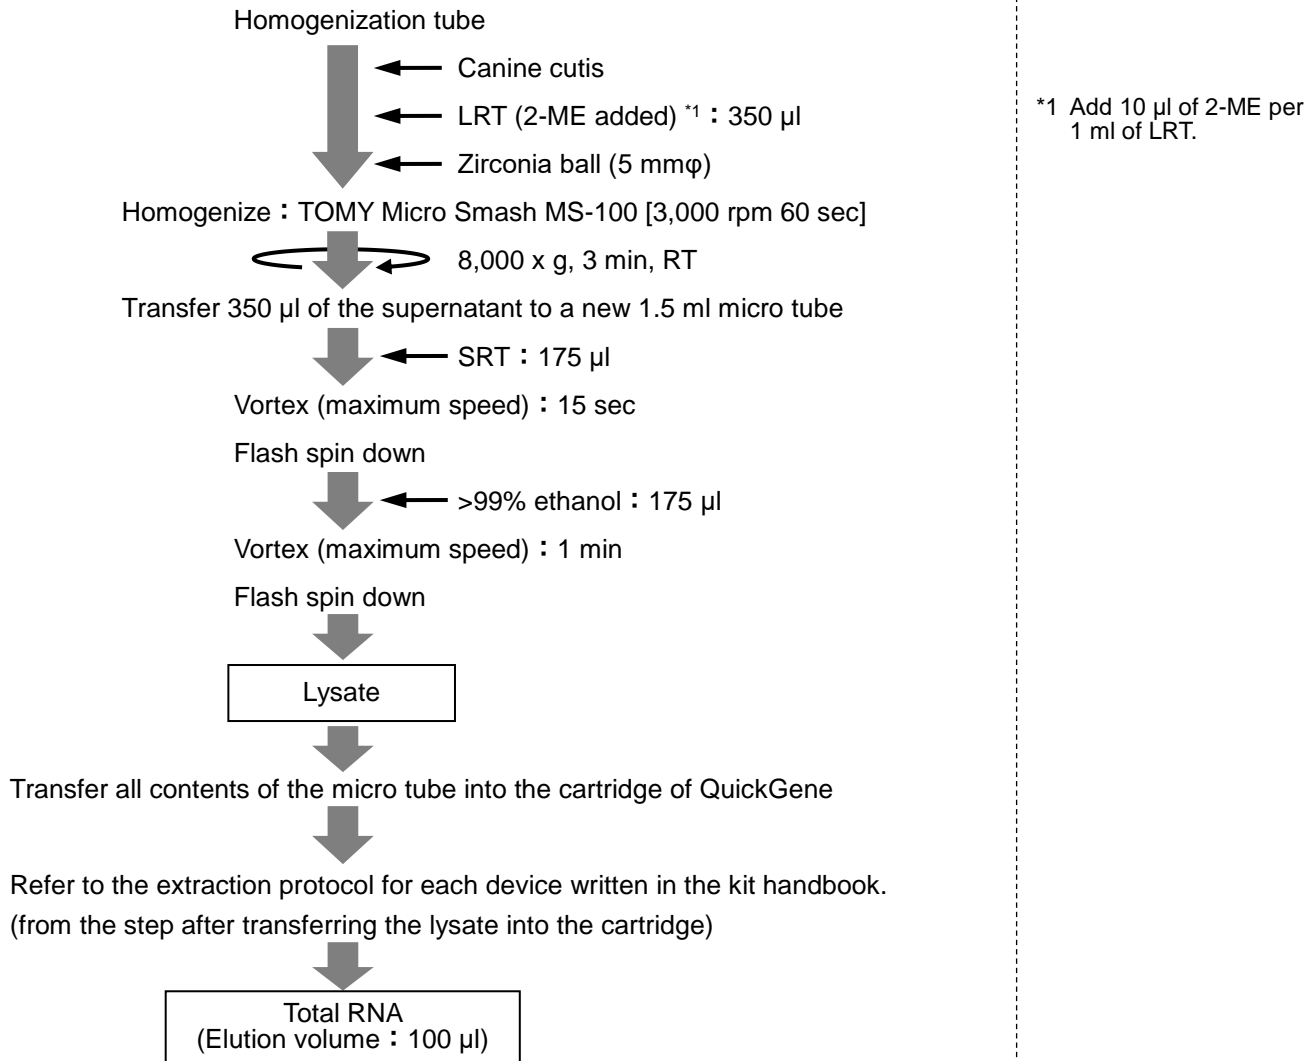 Homogenization tube
Canine cutis
LRT (2-ME added) *1：350 µl
Zirconia ball (5 mmφ)
*1 Add 10 µl of 2-ME per
1 ml of LRT.
Homogenize：TOMY Micro Smash MS-100 [3,000 rpm 60 sec]
8,000 x g, 3 min, RT
Transfer 350 µl of the supernatant to a new 1.5 ml micro tube
SRT：175 µl
Vortex (maximum speed)：15 sec
Flash spin down
>99% ethanol：175 µl
Vortex (maximum speed)：1 min
Flash spin down
Lysate
Transfer all contents of the micro tube into the cartridge of QuickGene
Refer to the extraction protocol for each device written in the kit handbook.
(from the step after transferring the lysate into the cartridge)
Total RNA
(Elution volume：100 µl)